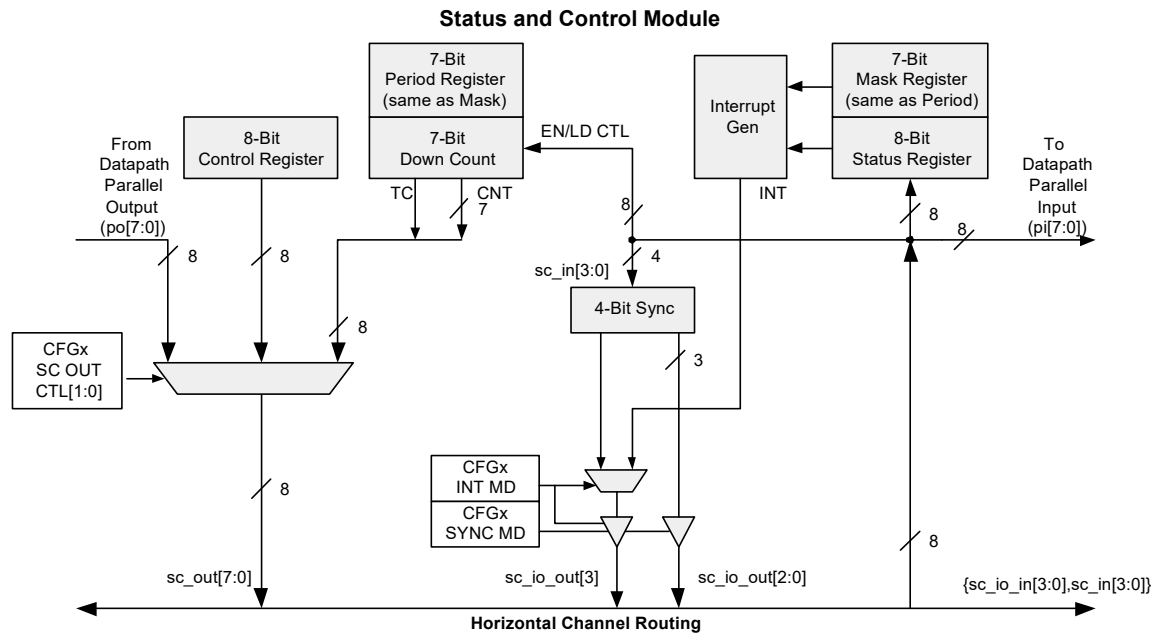 Status and Control Module
7-Bit
Period Register
(same as Mask)
7-Bit
Down Count
8-Bit
Control Register
From
Datapath
Parallel
Output
(po[7:0])
EN/LD CTL
Interrupt
Gen
7-Bit
Mask Register
(same as Period)
8-Bit
Status Register
To
Datapath
Parallel
Input
(pi[7:0])
TC
CNT
7
INT
8
8
8
8
8
8
4
sc_in[3:0]
4-Bit Sync
3
CFGx
SC OUT
CTL[1:0]
CFGx
INT MD
CFGx
SYNC MD
8
8
sc_out[7:0]
sc_io_out[3]
sc_io_out[2:0]
{sc_io_in[3:0],sc_in[3:0]}
Horizontal Channel Routing